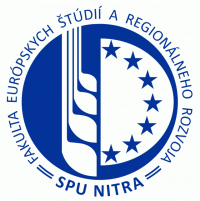 FAKULTA EURÓPSKYCH ŠTÚDIÍ A REGIONÁLNEHO ROZVOJA
SPU NITRA